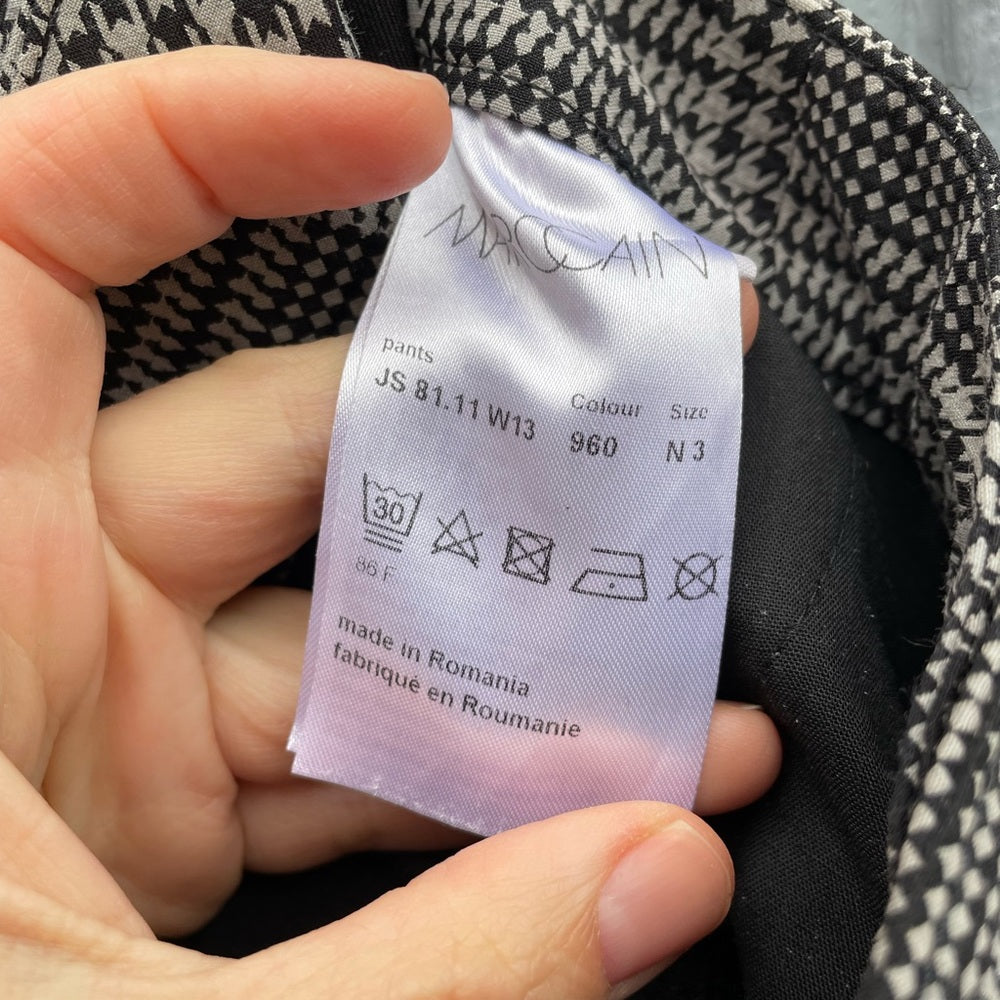 MARCCAIN
pants
JS 81.11 W13
Colour
960
Size
N 3
30
86 F
made in Romania
fabriqué en Roumanie